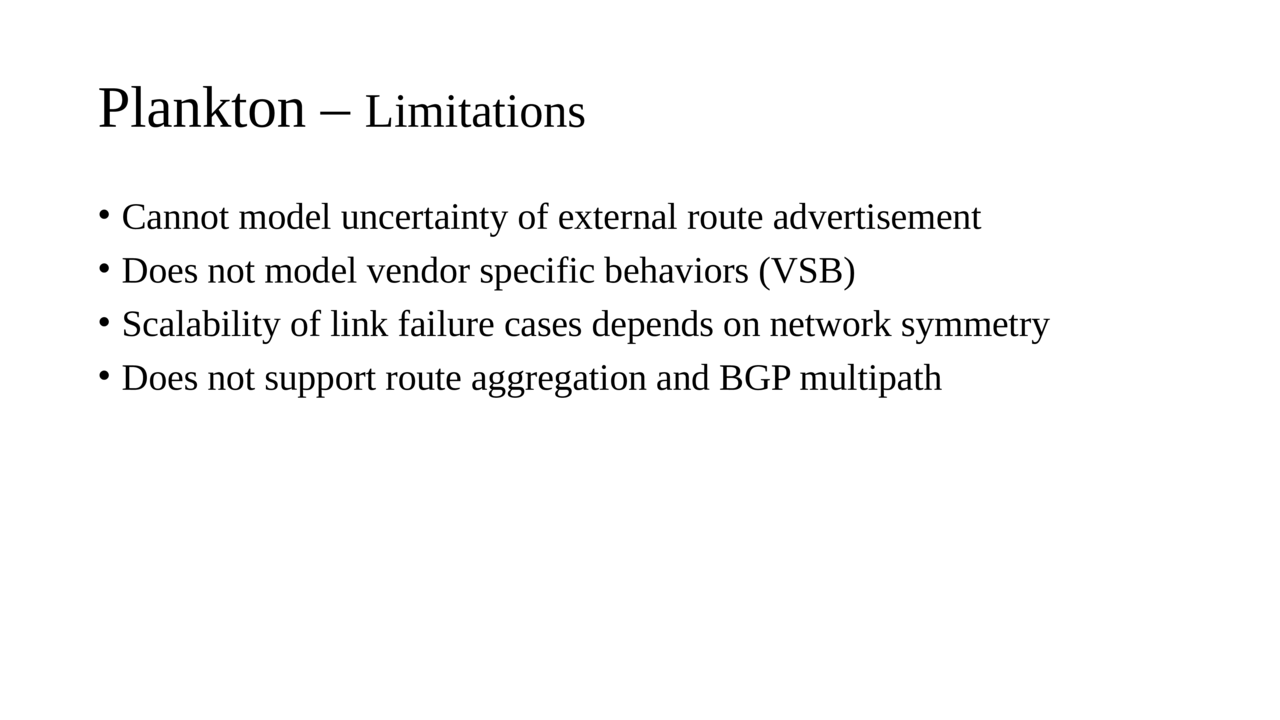 Plankton – Limitations
• Cannot model uncertainty of external route advertisement
• Does not model vendor specific behaviors (VSB)
• Scalability of link failure cases depends on network symmetry
• Does not support route aggregation and BGP multipath